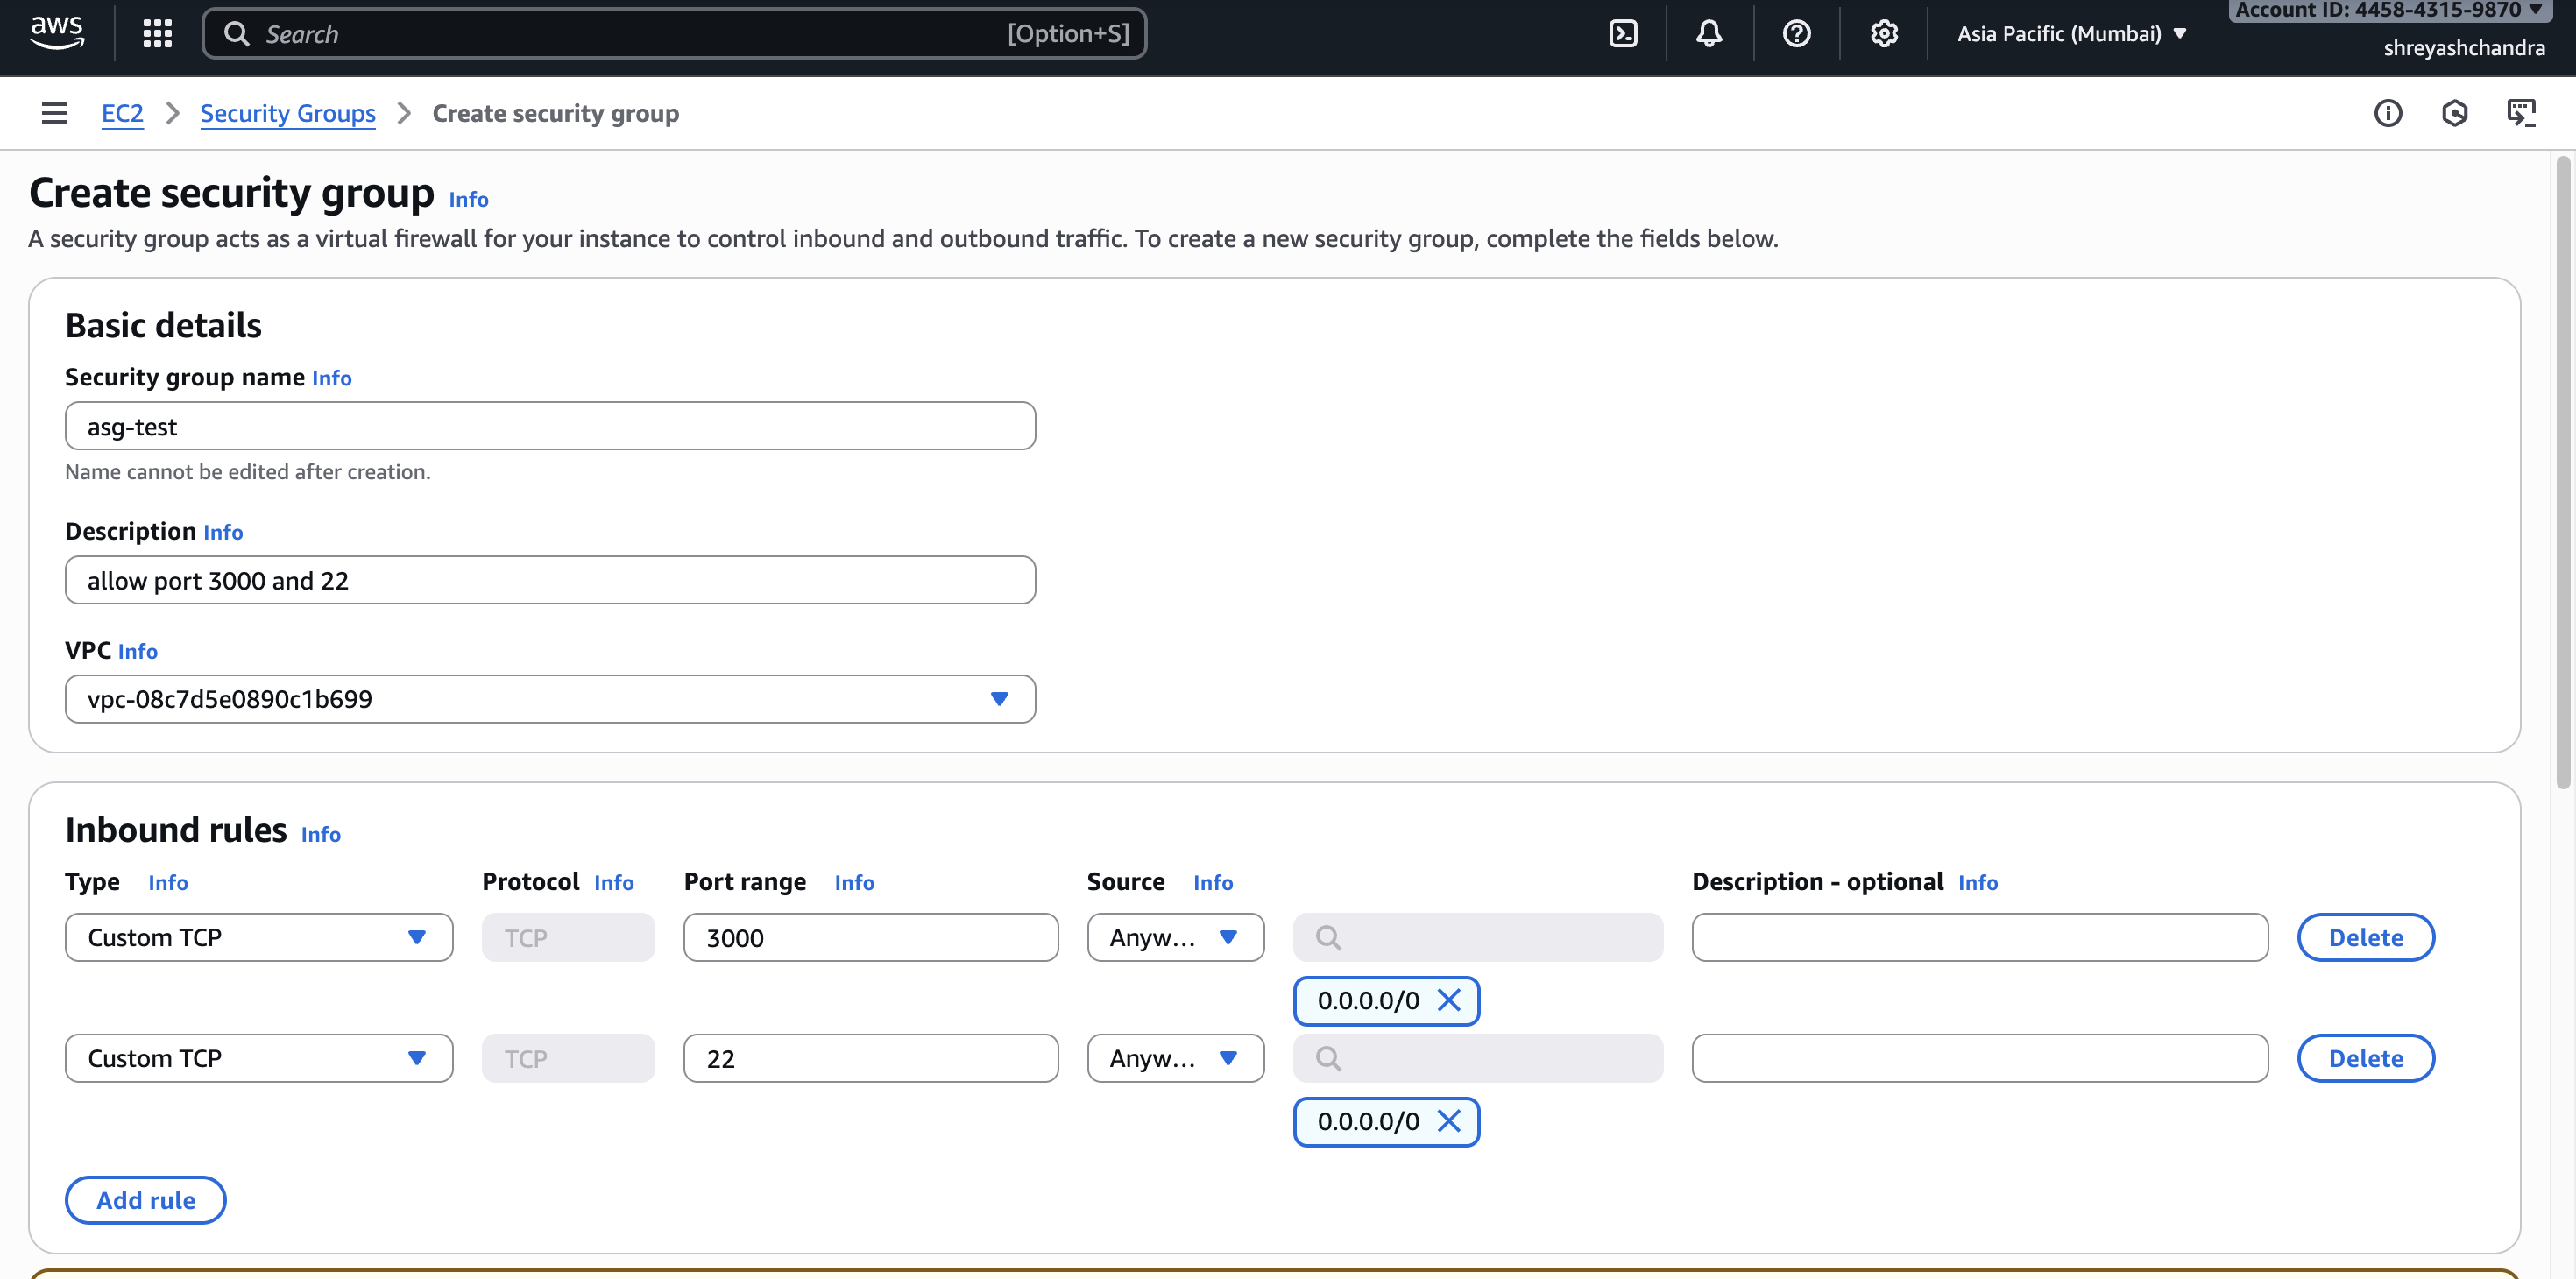 aws
Search [Option+S]
Asia Pacific (Mumbai)
Account ID: 4458-4315-9870
shreyashchandra
EC2 Security Groups Create security group
Create security group Info
A security group acts as a virtual firewall for your instance to control inbound and outbound traffic. To create a new security group, complete the fields below.
Basic details
Security group name Info
asg-test
Name cannot be edited after creation.
Description Info
allow port 3000 and 22
VPC Info
vpc-08c7d5e0890c1b699
Inbound rules Info
Type Info Protocol Info Port range Info Source Info Description - optional Info
Custom TCP TCP 3000 Anyw... Delete
0.0.0.0/0
Custom TCP TCP 22 Anyw... Delete
0.0.0.0/0
Add rule